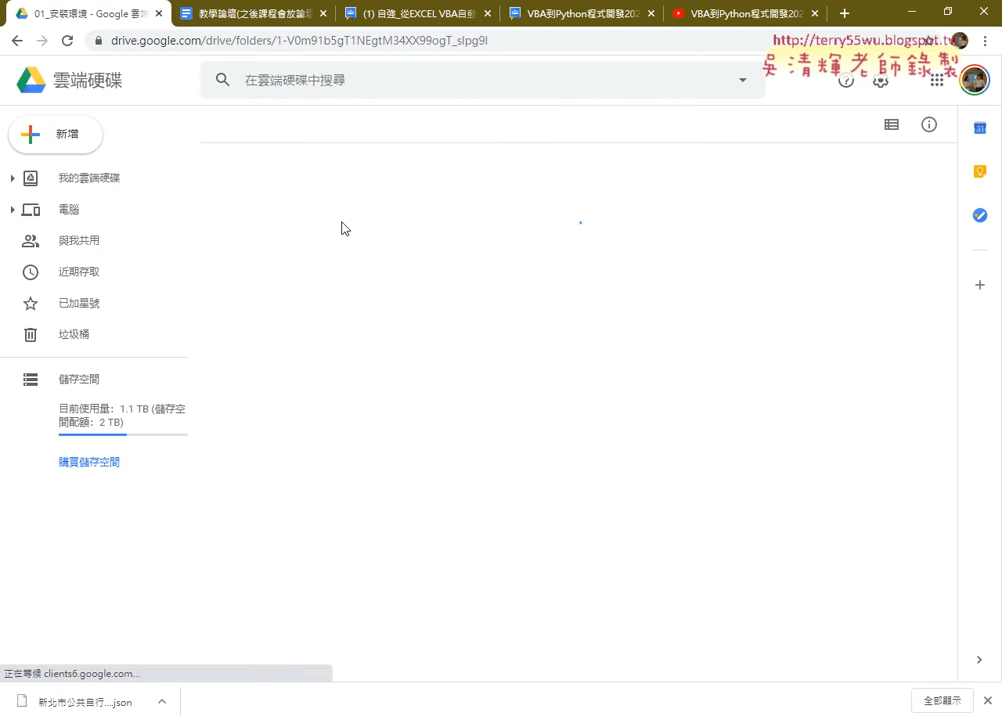 01_安裝環境 - Google 雲端
教學論壇(之後課程會放論壇
(1) 自強_從EXCEL VBA自動
VBA到Python程式開發202
VBA到Python程式開發202
drive.google.com/drive/folders/1-V0m91b5gT1NEgtM34XX99ogT_slpg9l
http://terry55wu.blogspot.tw
吳清輝老師錄製
雲端硬碟
在雲端硬碟中搜尋
新增
我的雲端硬碟
電腦
與我共用
近期存取
已加星號
垃圾桶
儲存空間
目前使用量: 1.1 TB (儲存空
間配額: 2 TB)
購買儲存空間
31
正在等候 clients6.google.com...
新北市公共自行....json
全部顯示